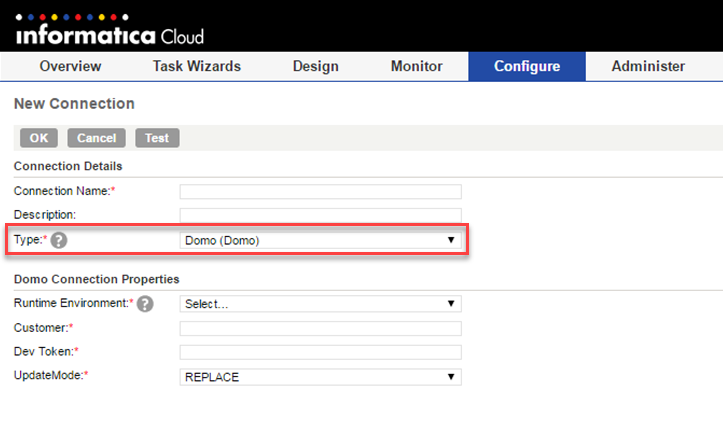 informatica Cloud
Overview Task Wizards Design Monitor Configure Administer
New Connection
OK Cancel Test
Connection Details
Connection Name:*
Description:
Type:* ? Domo (Domo) ▼
Domo Connection Properties
Runtime Environment:* ? Select... ▼
Customer:*
Dev Token:*
UpdateMode:* REPLACE ▼